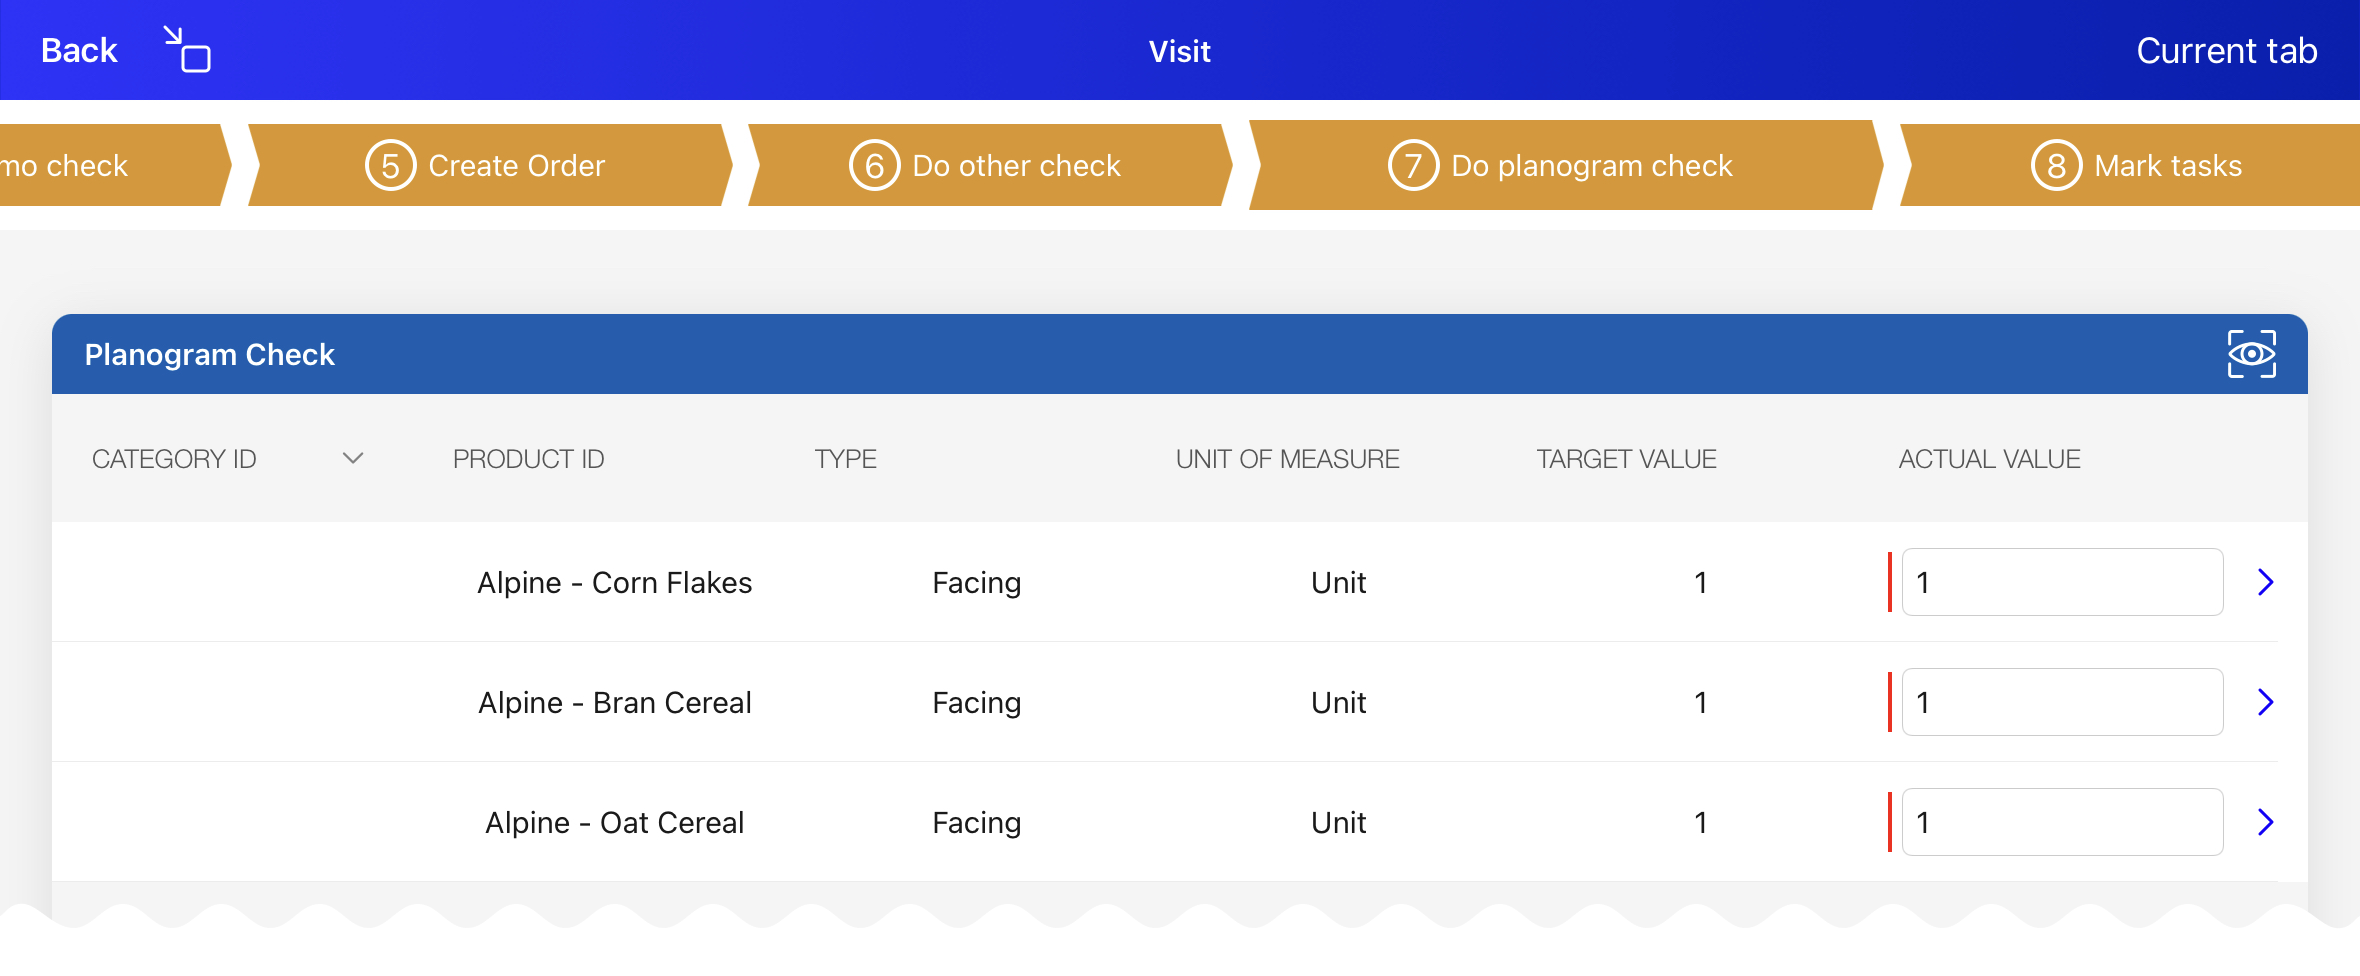 Back Visit Current tab
mo check 5 Create Order 6 Do other check 7 Do planogram check 8 Mark tasks
Planogram Check
CATEGORY ID PRODUCT ID TYPE UNIT OF MEASURE TARGET VALUE ACTUAL VALUE
Alpine - Corn Flakes Facing Unit 1 1
Alpine - Bran Cereal Facing Unit 1 1
Alpine - Oat Cereal Facing Unit 1 1